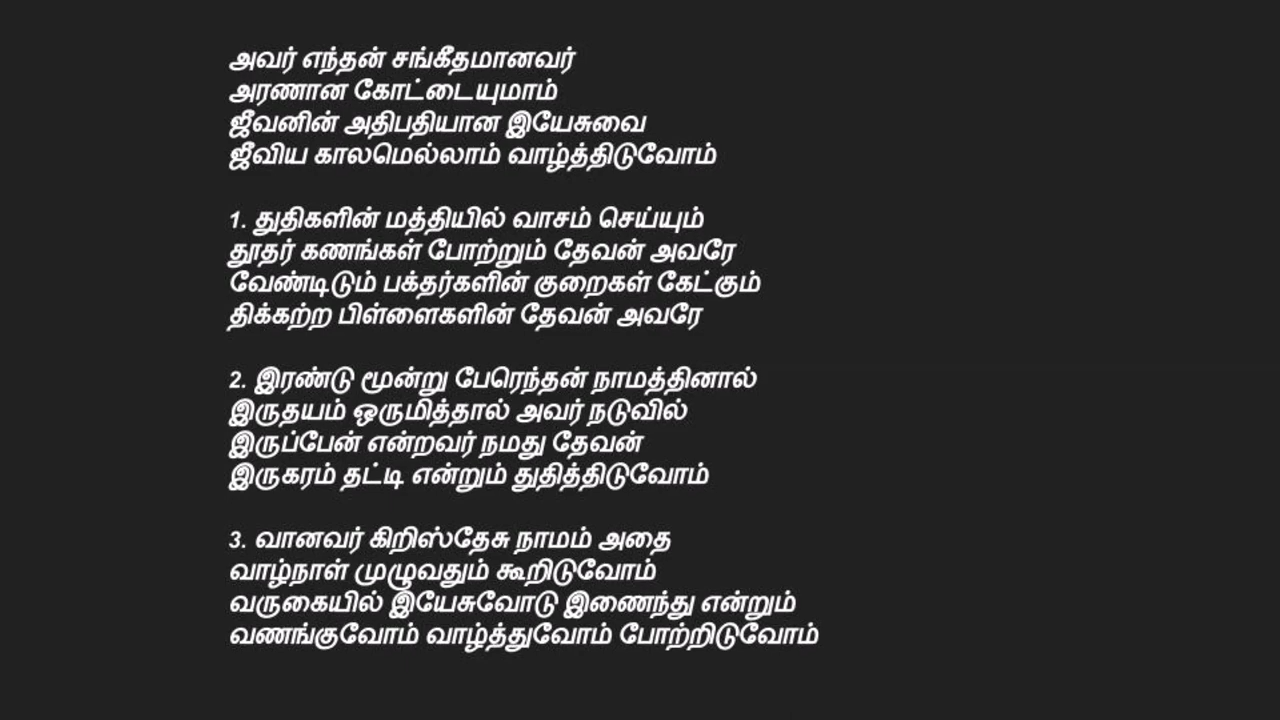 அவர் எந்தன் சங்கீதமானவர்
அரணான கோட்டையுமாம்
ஜீவனின் அதிபதியான இயேசுவை
ஜீவிய காலமெல்லாம் வாழ்த்திடுவோம்
1. துதிகளின் மத்தியில் வாசம் செய்யும்
தூதர் கணங்கள் போற்றும் தேவன் அவரே
வேண்டிடும் பக்தர்களின் குறைகள் கேட்கும்
திக்கற்ற பிள்ளைகளின் தேவன் அவரே
2. இரண்டு மூன்று பேரெந்தன் நாமத்தினால்
இருதயம் ஒருமித்தால் அவர் நடுவில்
இருப்பேன் என்றவர் நமது தேவன்
இருகரம் தட்டி என்றும் துதித்திடுவோம்
3. வானவர் கிறிஸ்தேசு நாமம் அதை
வாழ்நாள் முழுவதும் கூறிடுவோம்
வருகையில் இயேசுவோடு இணைந்து என்றும்
வணங்குவோம் வாழ்த்துவோம் போற்றிடுவோம்